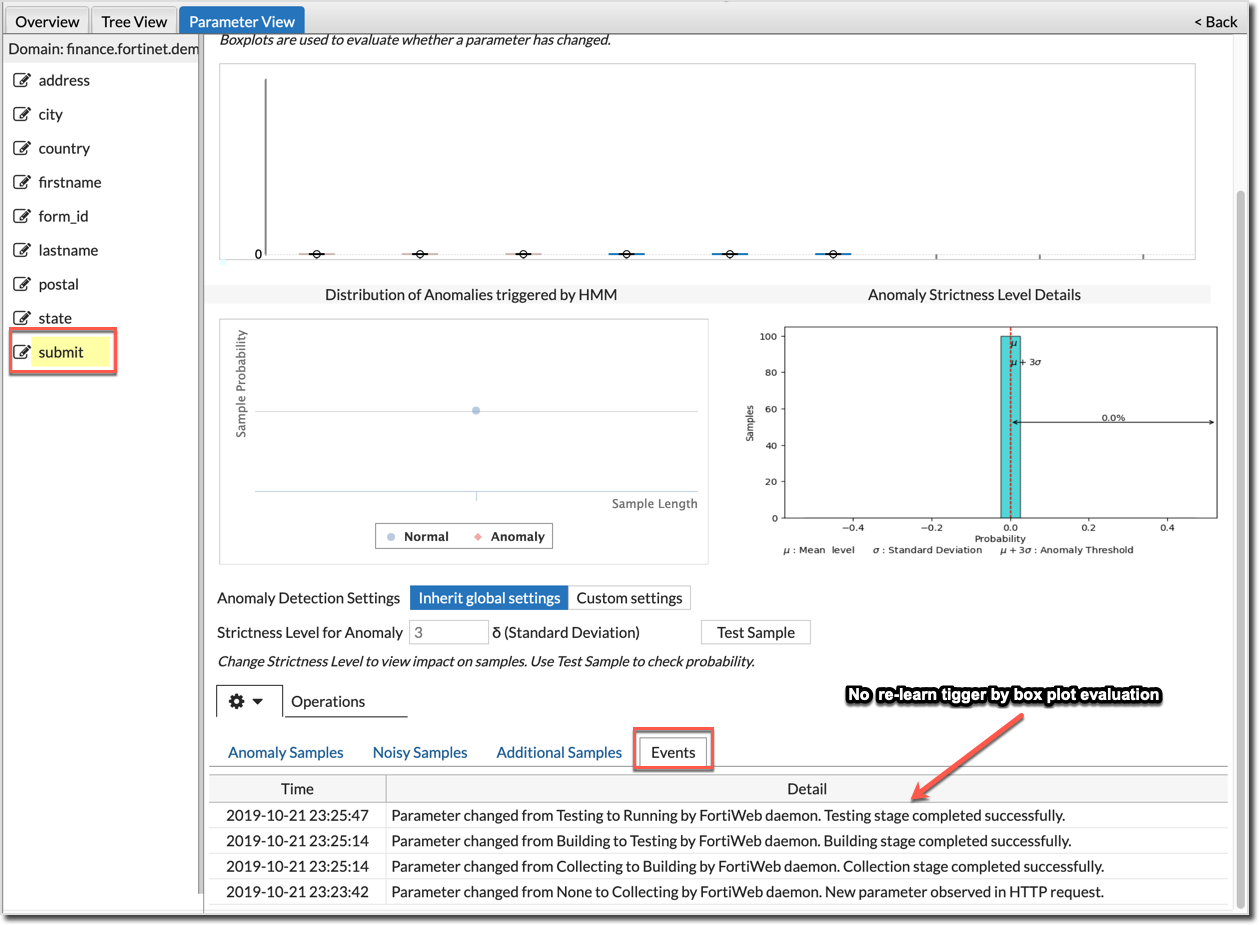 Overview Tree View Parameter View < Back
Domain: finance.fortinet.dem
Boxplots are used to evaluate whether a parameter has changed.
address
city
country
firstname
form_id
lastname
postal
state
submit
0
Distribution of Anomalies triggered by HMM
Sample Probability
Sample Length
Normal Anomaly
Anomaly Strictness Level Details
100
80
60
40
20
0
Samples
μ
μ + 3σ
0.0%
−0.4 −0.2 0.0 0.2 0.4
Probability
μ : Mean level σ : Standard Deviation μ + 3σ : Anomaly Threshold
Anomaly Detection Settings Inherit global settings Custom settings
Strictness Level for Anomaly 3 δ (Standard Deviation) Test Sample
Change Strictness Level to view impact on samples. Use Test Sample to check probability.
No re-learn tigger by box plot evaluation
Operations
Anomaly Samples Noisy Samples Additional Samples Events
Time Detail
2019-10-21 23:25:47 Parameter changed from Testing to Running by FortiWeb daemon. Testing stage completed successfully.
2019-10-21 23:25:14 Parameter changed from Building to Testing by FortiWeb daemon. Building stage completed successfully.
2019-10-21 23:25:14 Parameter changed from Collecting to Building by FortiWeb daemon. Collection stage completed successfully.
2019-10-21 23:23:42 Parameter changed from None to Collecting by FortiWeb daemon. New parameter observed in HTTP request.